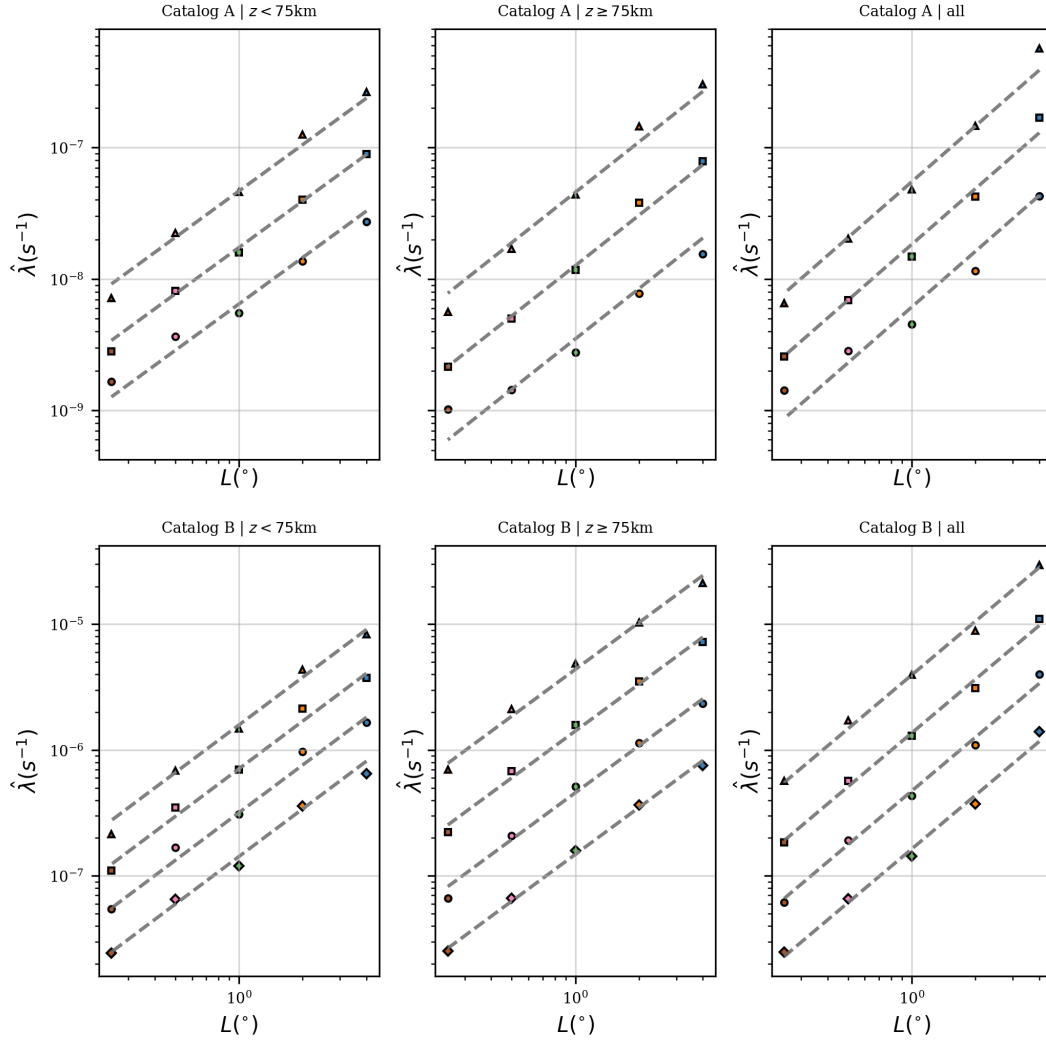 Catalog A | z < 75km
Catalog A | z ≥ 75km
Catalog A | all
10⁻⁷
10⁻⁸
10⁻⁹
λ̂(s⁻¹)
λ̂(s⁻¹)
λ̂(s⁻¹)
L(°)
L(°)
L(°)
Catalog B | z < 75km
Catalog B | z ≥ 75km
Catalog B | all
10⁻⁵
10⁻⁶
10⁻⁷
λ̂(s⁻¹)
λ̂(s⁻¹)
λ̂(s⁻¹)
10⁰
10⁰
10⁰
L(°)
L(°)
L(°)